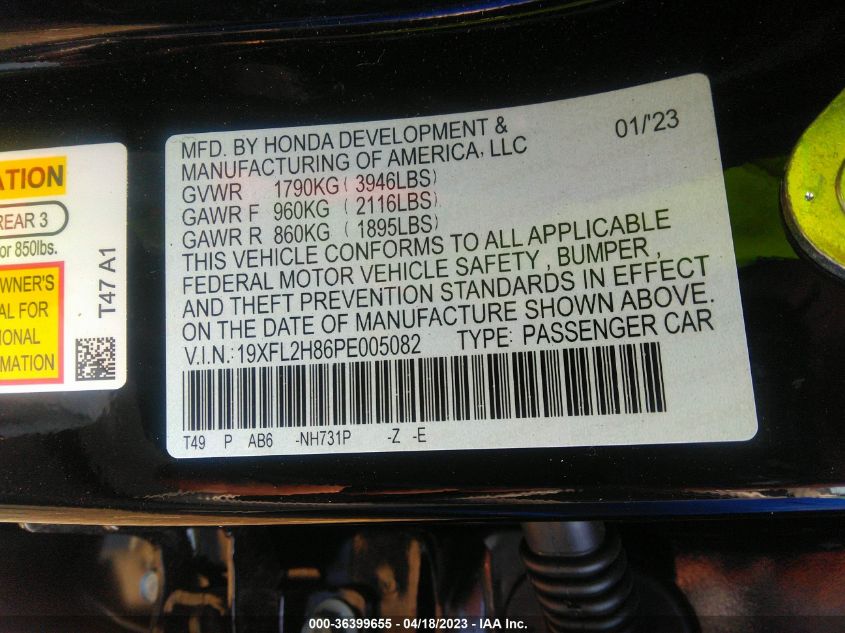 ATION
REAR 3
or 850lbs.
WNER'S
AL FOR
IONAL
RMATION
T47 A1
MFD. BY HONDA DEVELOPMENT &
MANUFACTURING OF AMERICA, LLC
01/'23
GVWR 1790KG ( 3946LBS)
GAWR F 960KG ( 2116LBS)
GAWR R 860KG ( 1895LBS)
THIS VEHICLE CONFORMS TO ALL APPLICABLE
FEDERAL MOTOR VEHICLE SAFETY , BUMPER ,
AND THEFT PREVENTION STANDARDS IN EFFECT
ON THE DATE OF MANUFACTURE SHOWN ABOVE.
V.I.N.:19XFL2H86PE005082 TYPE: PASSENGER CAR
T49 P AB6 -NH731P -Z -E
000-36399655 - 04/18/2023 - IAA Inc.